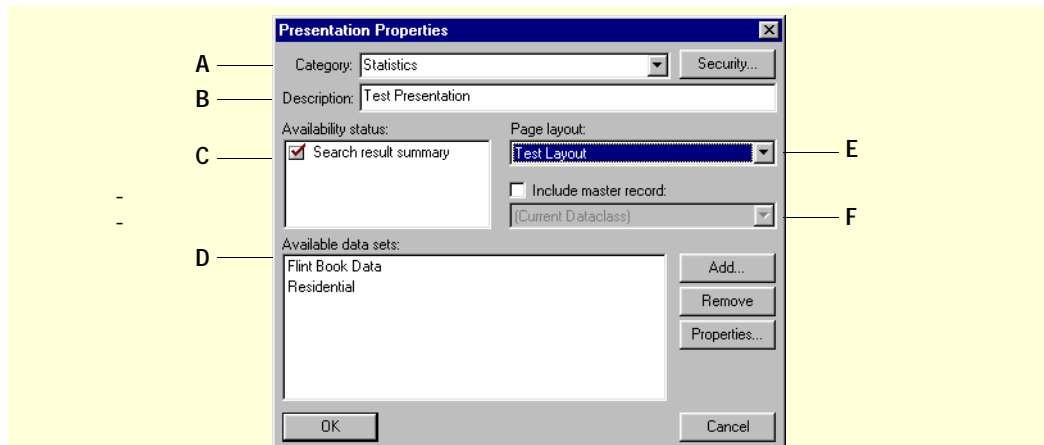 Presentation Properties
A
Category: Statistics
Security...
B
Description: Test Presentation
Availability status:
Page layout:
C
Search result summary
Test Layout
E
Include master record:
-
(Current Dataclass)
F
-
Available data sets:
D
Flint Book Data
Add...
Residential
Remove
Properties...
OK
Cancel